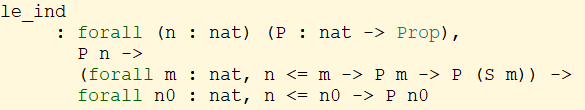 le_ind
     : forall (n : nat) (P : nat -> Prop),
       P n ->
       (forall m : nat, n <= m -> P m -> P (S m)) ->
       forall n0 : nat, n <= n0 -> P n0